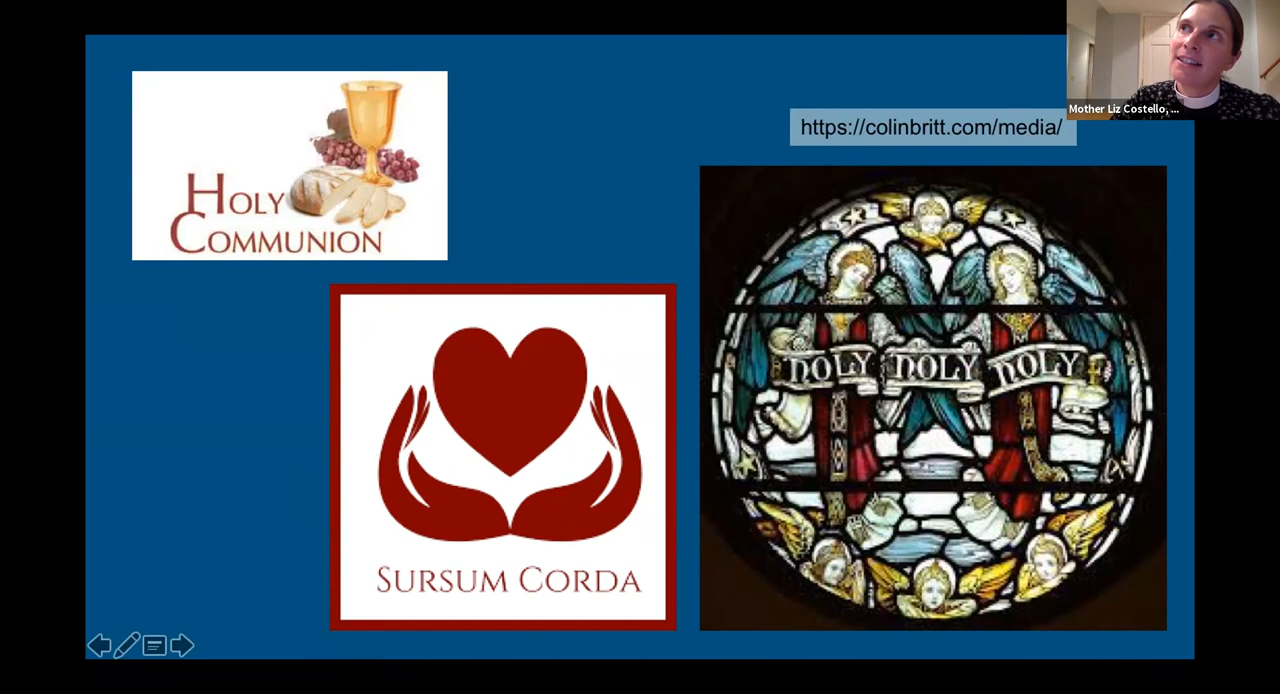 HOLY
COMMUNION
https://colinbritt.com/media/
Mother Liz Costello, ...
HOLY HOLY HOLY
SURSUM CORDA